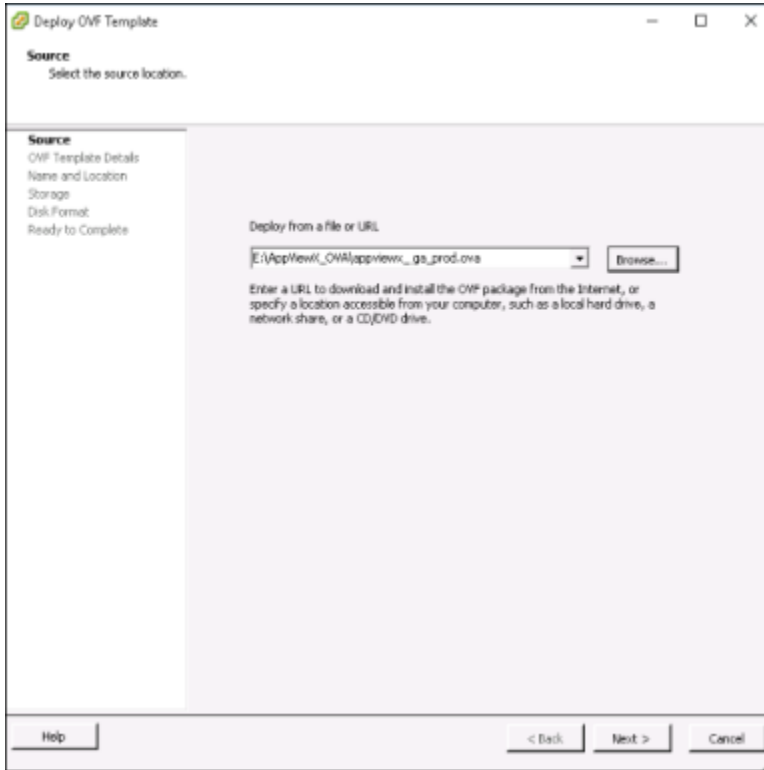 Deploy OVF Template
Source
Select the source location.
Source
OVF Template Details
Name and Location
Storage
Disk Format
Ready to Complete
Deploy from a file or URL
E:\AppViewX_OVA\appviewx_ ga_prod.ova
Browse...
Enter a URL to download and install the OVF package from the Internet, or
specify a location accessible from your computer, such as a local hard drive, a
network share, or a CD/DVD drive.
Help
< Back
Next >
Cancel